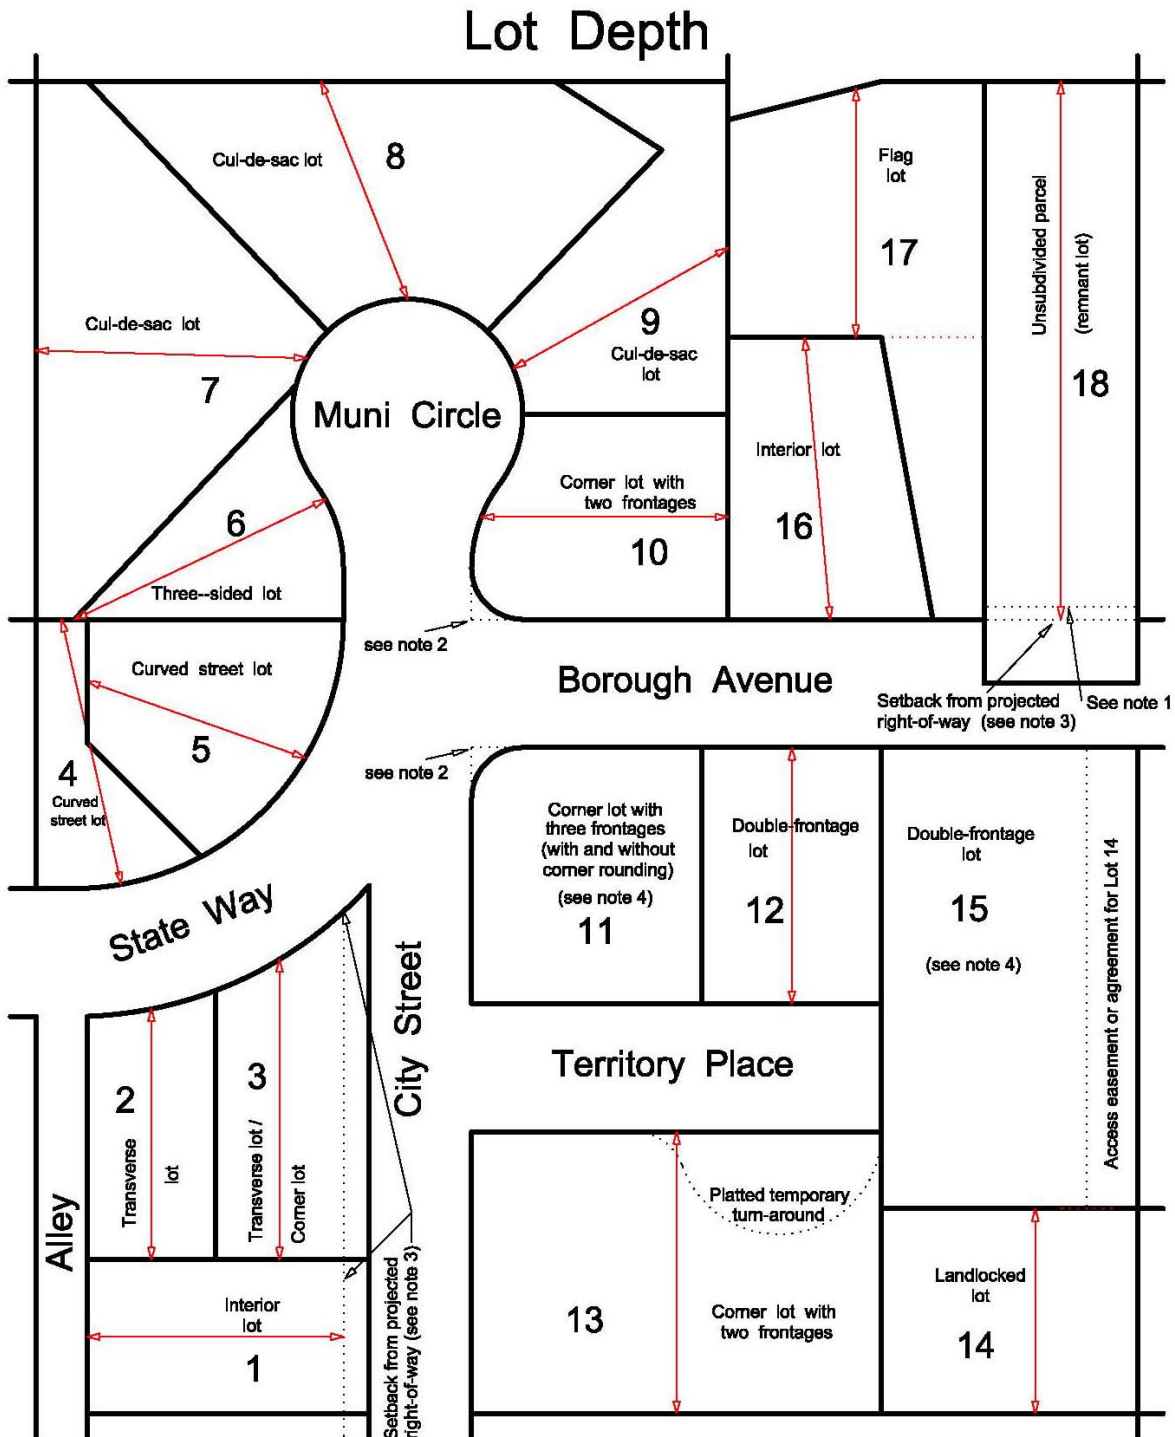 Lot Depth
Cul-de-sac lot
8
Flag
lot
17
Unsubdivided parcel
(remnant lot)
18
Cul-de-sac lot
7
9
Cul-de-sac
lot
Muni Circle
Interior lot
16
Corner lot with
two frontages
10
6
Three--sided lot
see note 2
Curved street lot
5
Borough Avenue
Setback from projected
right-of-way (see note 3)
See note 1
4
Curved
street lot
see note 2
Corner lot with
three frontages
(with and without
corner rounding)
(see note 4)
11
Double-frontage
lot
12
Double-frontage
lot
15
(see note 4)
Access easement or agreement for Lot 14
State Way
City Street
Territory Place
2
Transverse
lot
3
Transverse lot /
Corner lot
Alley
Setback from projected
right-of-way (see note 3)
Platted temporary
turn-around
Interior
lot
1
13
Corner lot with
two frontages
Landlocked
lot
14